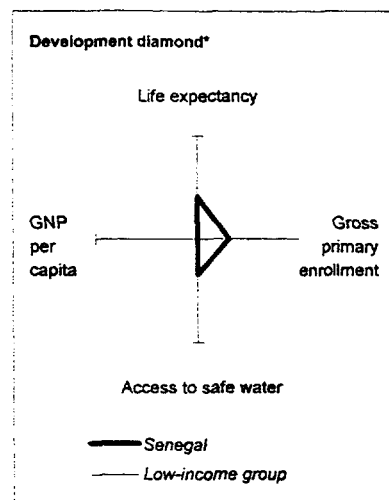 Development diamond*
Life expectancy
GNP
per
capita
Gross
primary
enrollment
Access to safe water
Senegal
Low-income group